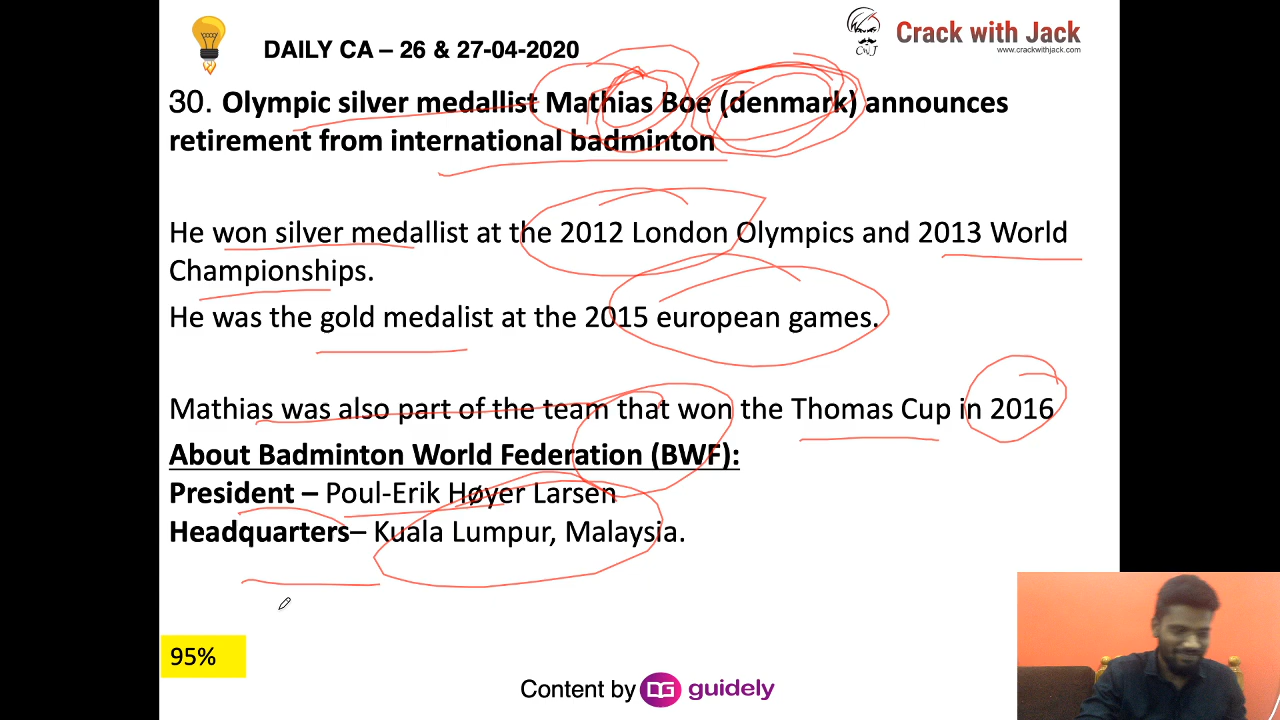 Crack with Jack
CWJ
www.crackwithjack.com
DAILY CA – 26 & 27-04-2020
30. Olympic silver medallist Mathias Boe (denmark) announces
retirement from international badminton
He won silver medallist at the 2012 London Olympics and 2013 World
Championships.
He was the gold medalist at the 2015 european games.
Mathias was also part of the team that won the Thomas Cup in 2016
About Badminton World Federation (BWF):
President – Poul-Erik Høyer Larsen
Headquarters– Kuala Lumpur, Malaysia.
95%
Content by DG guidely